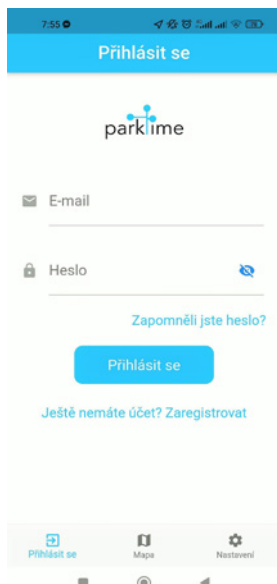 7:55
Přihlásit se
parkTime
E-mail
Heslo
Zapomněli jste heslo?
Přihlásit se
Ještě nemáte účet? Zaregistrovat
Přihlásit se Mapa Nastavení